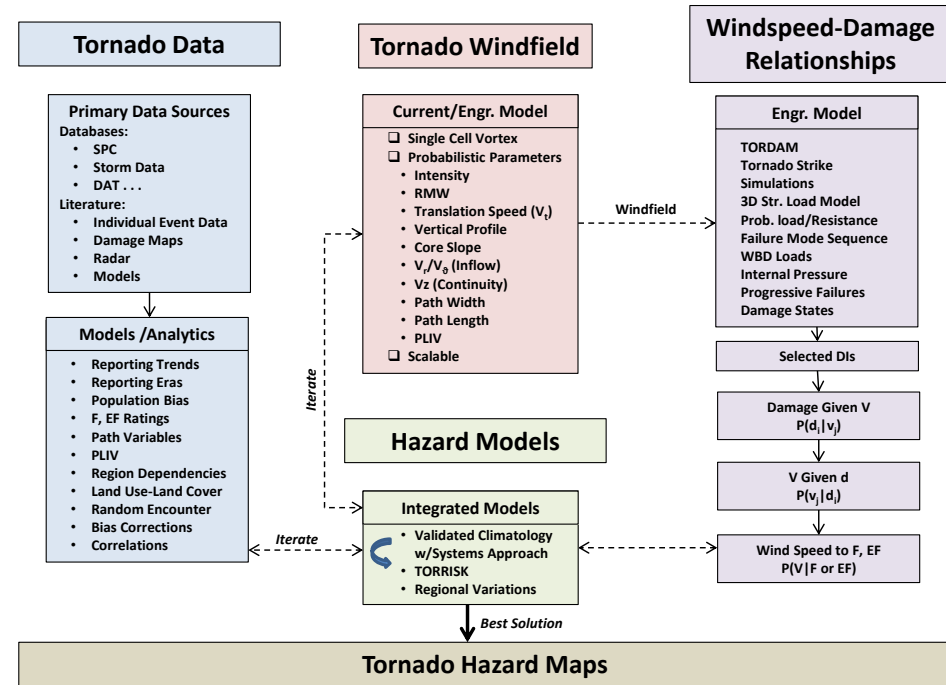 Tornado Data
Primary Data Sources
Databases:
• SPC
• Storm Data
• DAT . . .
Literature:
• Individual Event Data
• Damage Maps
• Radar
• Models
Models /Analytics
• Reporting Trends
• Reporting Eras
• Population Bias
• F, EF Ratings
• Path Variables
• PLIV
• Region Dependencies
• Land Use-Land Cover
• Random Encounter
• Bias Corrections
• Correlations
Tornado Windfield
Current/Engr. Model
❑ Single Cell Vortex
❑ Probabilistic Parameters
• Intensity
• RMW
• Translation Speed (Vt)
• Vertical Profile
• Core Slope
• Vr/Vϑ (Inflow)
• Vz (Continuity)
• Path Width
• Path Length
• PLIV
❑ Scalable
Windfield
Iterate
Hazard Models
Integrated Models
• Validated Climatology
w/Systems Approach
• TORRISK
• Regional Variations
Iterate
Best Solution
Windspeed-Damage
Relationships
Engr. Model
TORDAM
Tornado Strike
Simulations
3D Str. Load Model
Prob. load/Resistance
Failure Mode Sequence
WBD Loads
Internal Pressure
Progressive Failures
Damage States
Selected DIs
Damage Given V
P(di|vj)
V Given d
P(vj|di)
Wind Speed to F, EF
P(V|F or EF)
Tornado Hazard Maps